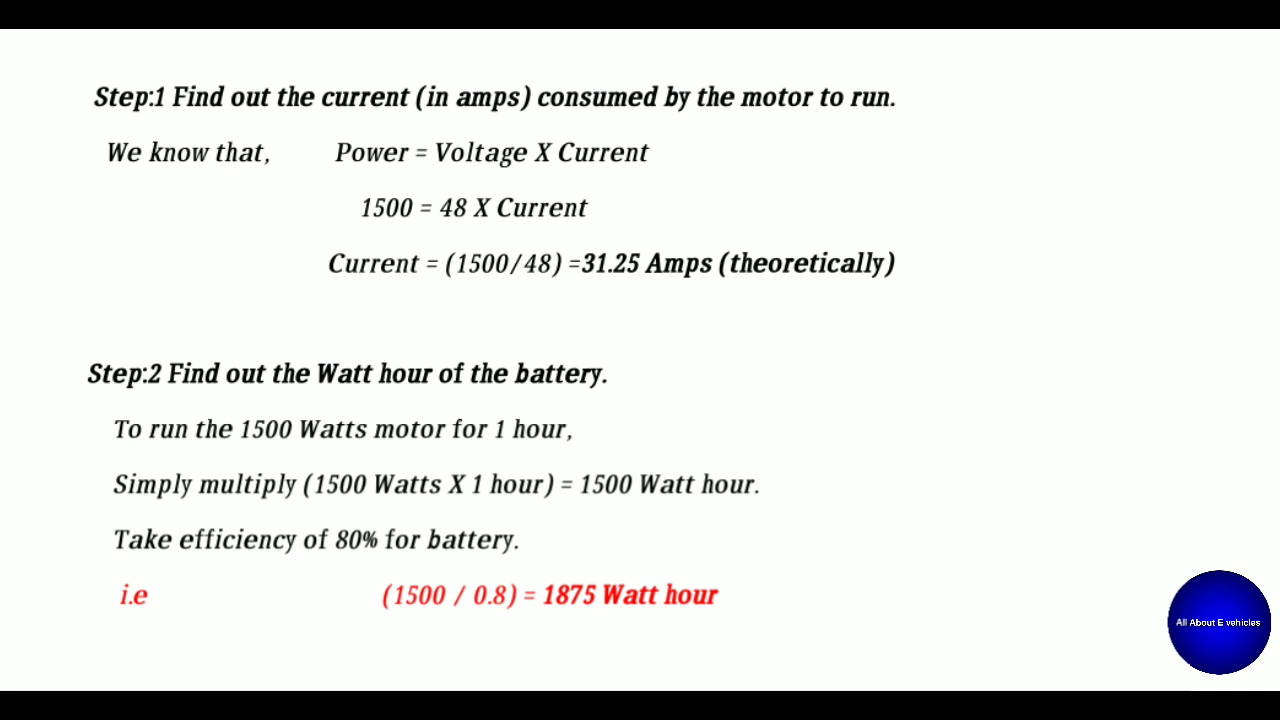 Step:1 Find out the current (in amps) consumed by the motor to run.
We know that, Power = Voltage X Current
1500 = 48 X Current
Current = (1500/48) =31.25 Amps (theoretically)
Step:2 Find out the Watt hour of the battery.
To run the 1500 Watts motor for 1 hour,
Simply multiply (1500 Watts X 1 hour) = 1500 Watt hour.
Take efficiency of 80% for battery.
i.e (1500 / 0.8) = 1875 Watt hour
All About E vehicles